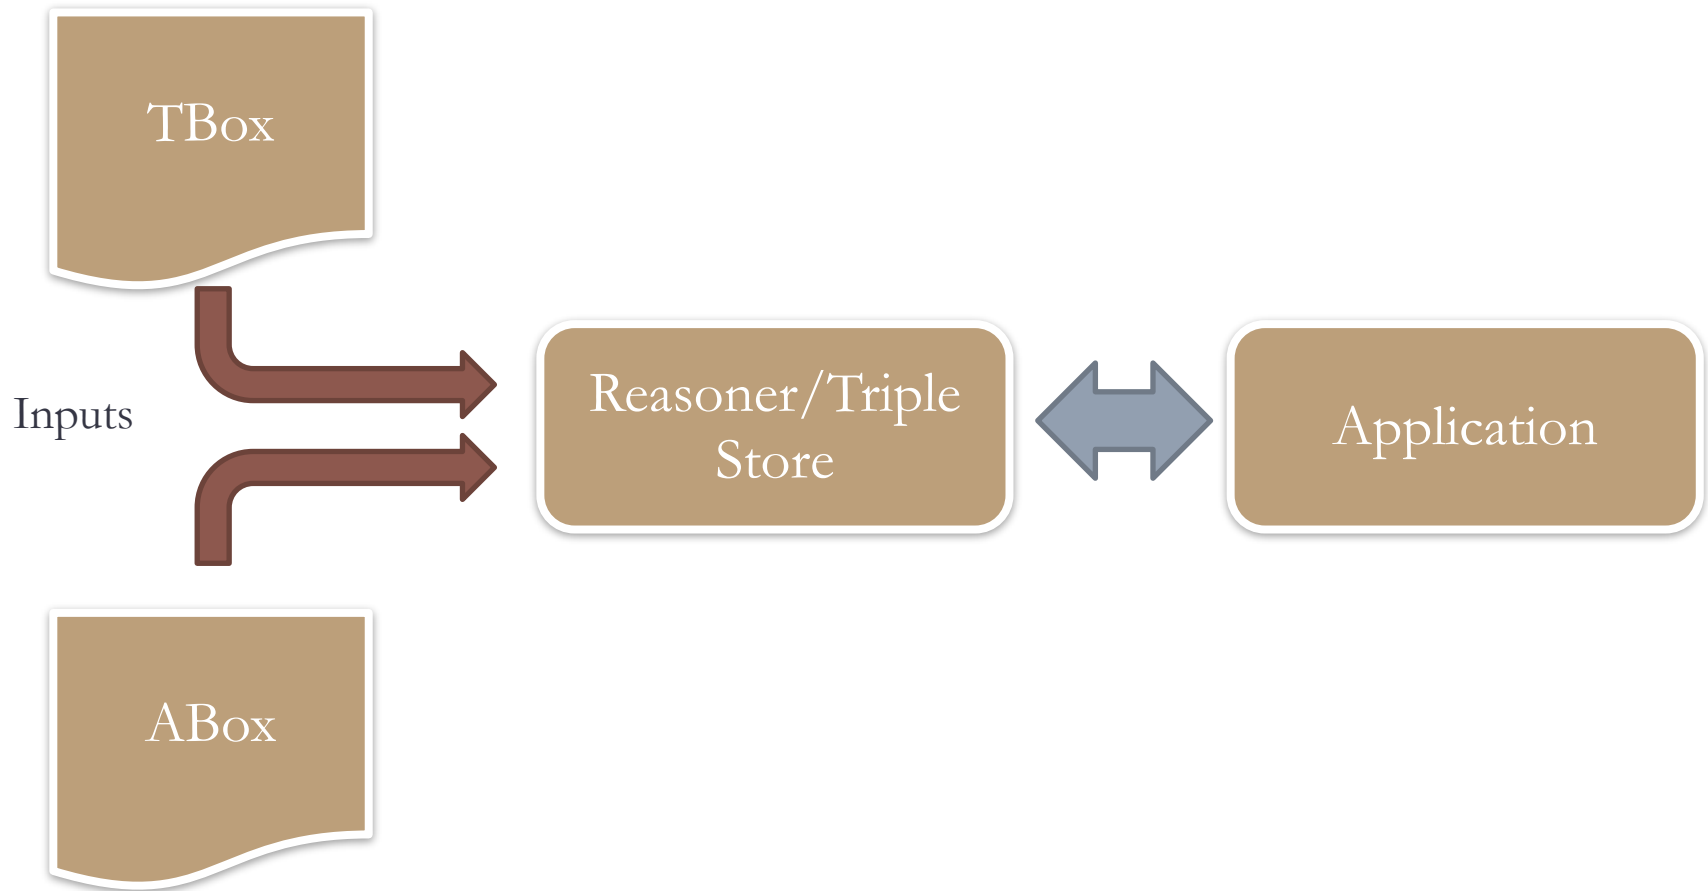 TBox
Inputs
Reasoner/Triple
Store
Application
ABox